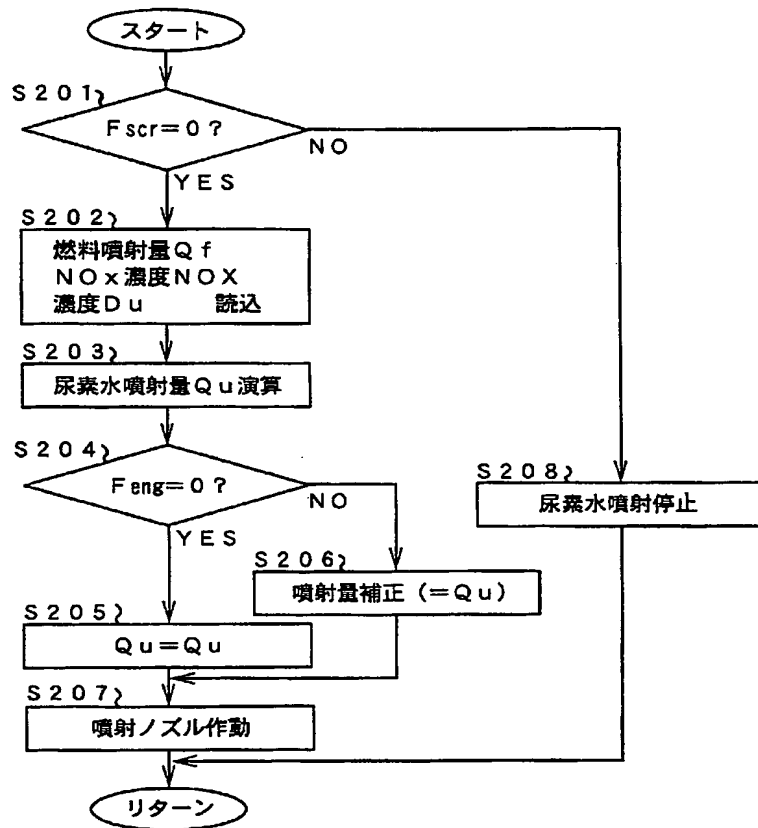 スタート
S201
Fscr=0?
NO
YES
S202
燃料噴射量Qf
NOx濃度NOX
濃度Du 読込
S203
尿素水噴射量Qu演算
S204
Feng=0?
NO
YES
S208
尿素水噴射停止
S206
噴射量補正(=Qu)
S205
Qu=Qu
S207
噴射ノズル作動
リターン